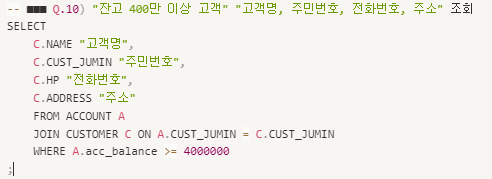 -- ■■■ Q.10) "잔고 400만 이상 고객" "고객명, 주민번호, 전화번호, 주소" 조회
SELECT
C.NAME "고객명",
C.CUST_JUMIN "주민번호",
C.HP "전화번호",
C.ADDRESS "주소"
FROM ACCOUNT A
JOIN CUSTOMER C ON A.CUST_JUMIN = C.CUST_JUMIN
WHERE A.acc_balance >= 4000000
;